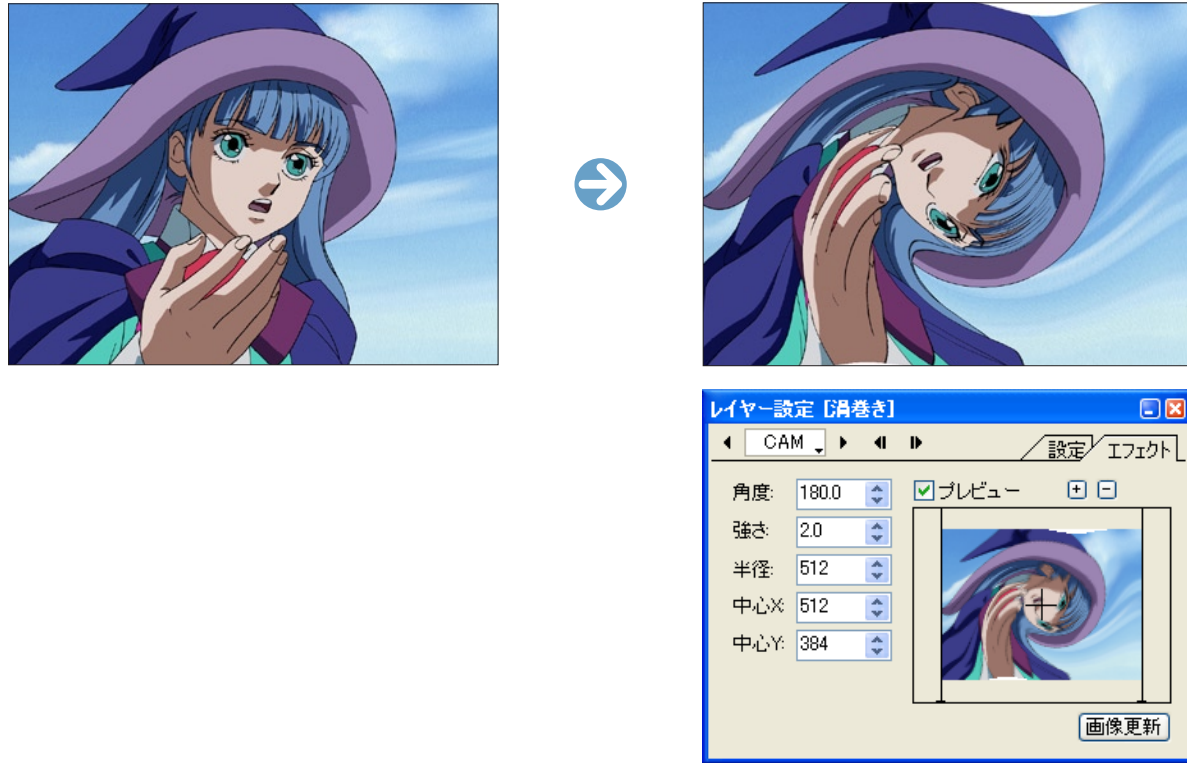 レイヤー設定 [渦巻き]
CAM
設定 エフェクト
角度: 180.0
プレビュー
強さ: 2.0
半径: 512
中心X: 512
中心Y: 384
画像更新